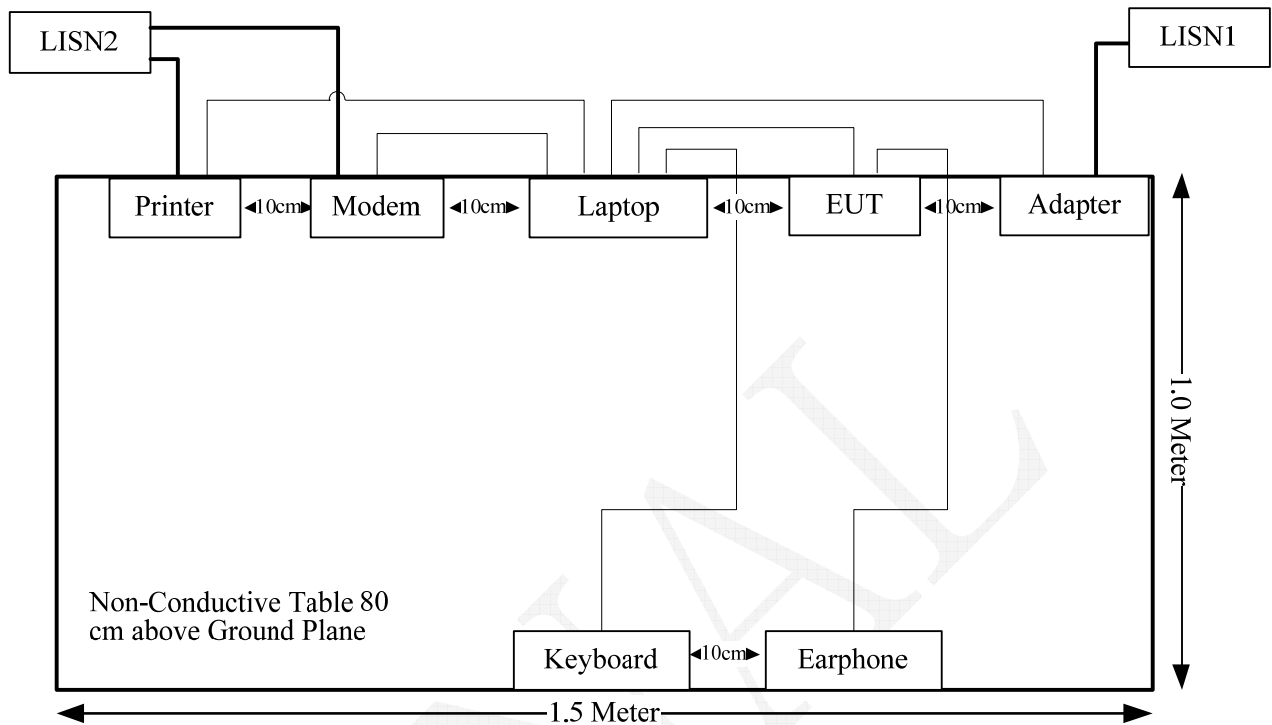 LISN2
LISN1
Printer
10cm
Modem
10cm
Laptop
10cm
EUT
10cm
Adapter
1.0 Meter
Non-Conductive Table 80
cm above Ground Plane
Keyboard
10cm
Earphone
1.5 Meter